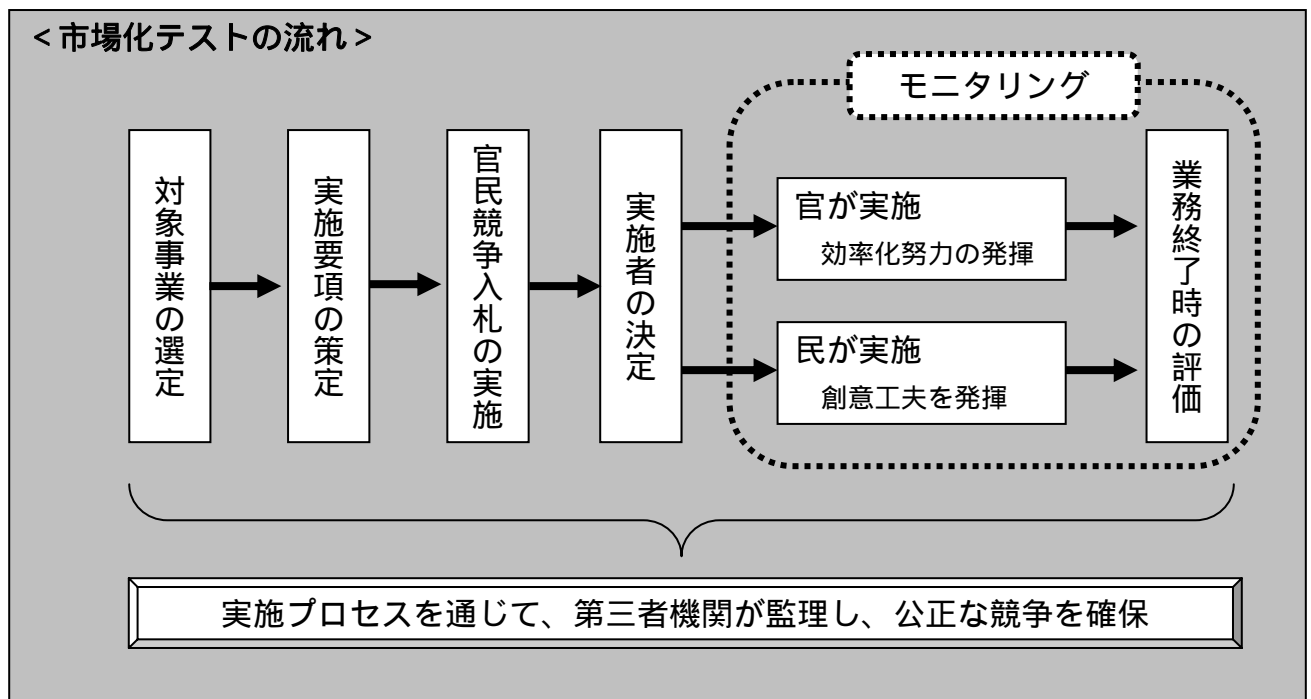 <市場化テストの流れ>
モニタリング
対象事業の選定
実施要項の策定
官民競争入札の実施
実施者の決定
官が実施
効率化努力の発揮
民が実施
創意工夫を発揮
業務終了時の評価
実施プロセスを通じて、第三者機関が監理し、公正な競争を確保